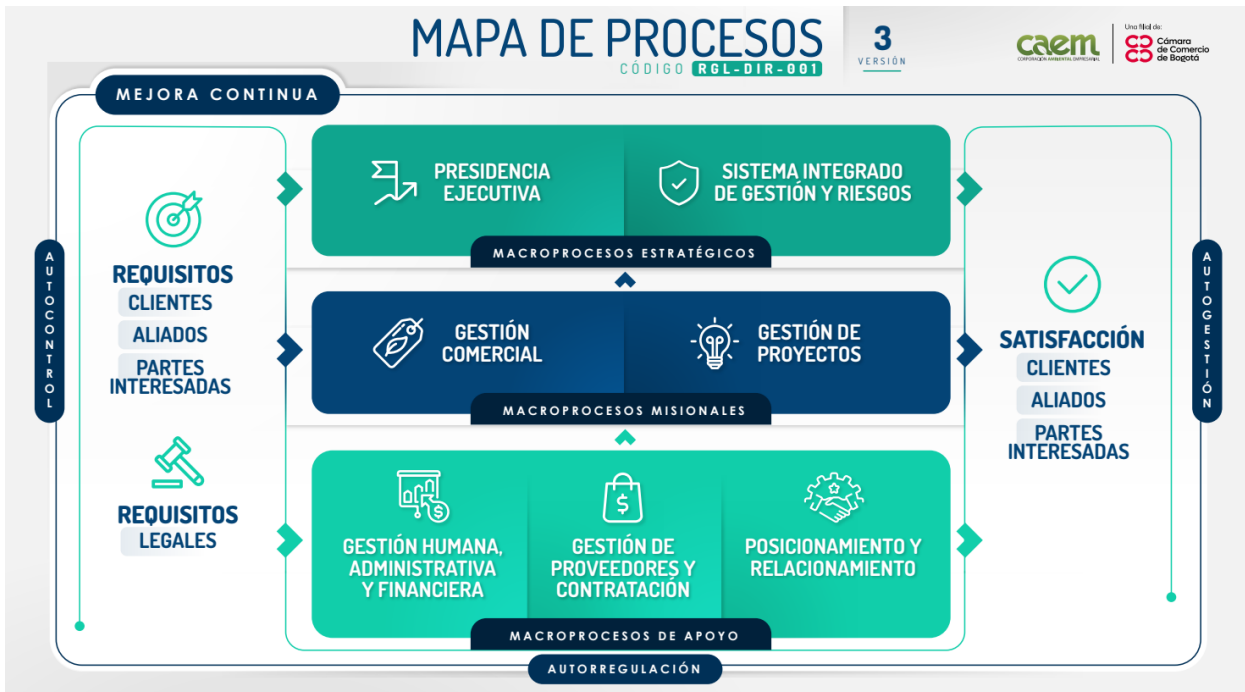 MAPA DE PROCESOS
CÓDIGO RGL-DIR-001
3
VERSIÓN
caem
CORPORACIÓN AMBIENTAL EMPRESARIAL
Una filial de:
Cámara
de Comercio
de Bogotá
MEJORA CONTINUA
AUTOCONTROL
REQUISITOS
CLIENTES
ALIADOS
PARTES
INTERESADAS
REQUISITOS
LEGALES
PRESIDENCIA
EJECUTIVA
SISTEMA INTEGRADO
DE GESTIÓN Y RIESGOS
MACROPROCESOS ESTRATÉGICOS
GESTIÓN
COMERCIAL
GESTIÓN DE
PROYECTOS
MACROPROCESOS MISIONALES
GESTIÓN HUMANA,
ADMINISTRATIVA
Y FINANCIERA
GESTIÓN DE
PROVEEDORES Y
CONTRATACIÓN
POSICIONAMIENTO Y
RELACIONAMIENTO
MACROPROCESOS DE APOYO
SATISFACCIÓN
CLIENTES
ALIADOS
PARTES
INTERESADAS
AUTOGESTIÓN
AUTORREGULACIÓN